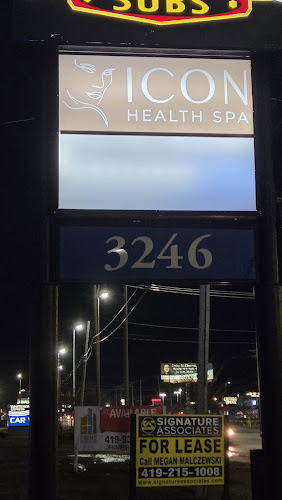 SUBS
ICON
HEALTH SPA
3246
AVAILABLE
SIGNATURE
ASSOCIATES
FOR LEASE
Call MEGAN MALCZEWSKI
419-215-1008
www.signatureassociates.com
CAR